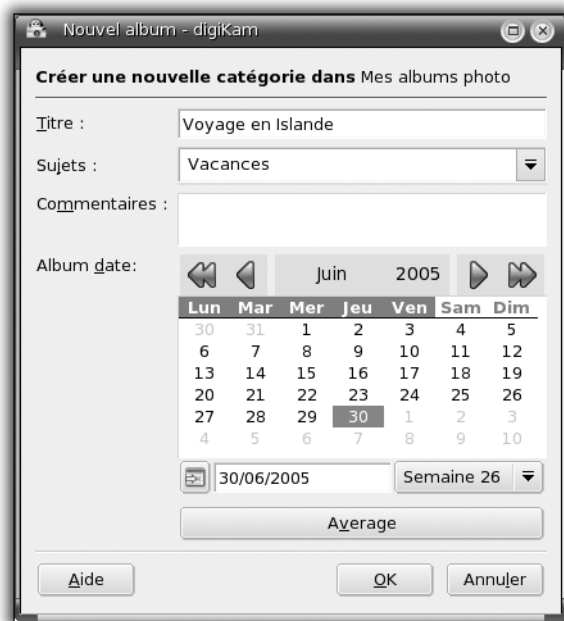 Nouvel album - digiKam
Créer une nouvelle catégorie dans Mes albums photo
Titre : Voyage en Islande
Sujets : Vacances
Commentaires :
Album date: Juin 2005
Lun Mar Mer Jeu Ven Sam Dim
30 31 1 2 3 4 5
6 7 8 9 10 11 12
13 14 15 16 17 18 19
20 21 22 23 24 25 26
27 28 29 30 1 2 3
4 5 6 7 8 9 10
30/06/2005 Semaine 26
Average
Aide OK Annuler